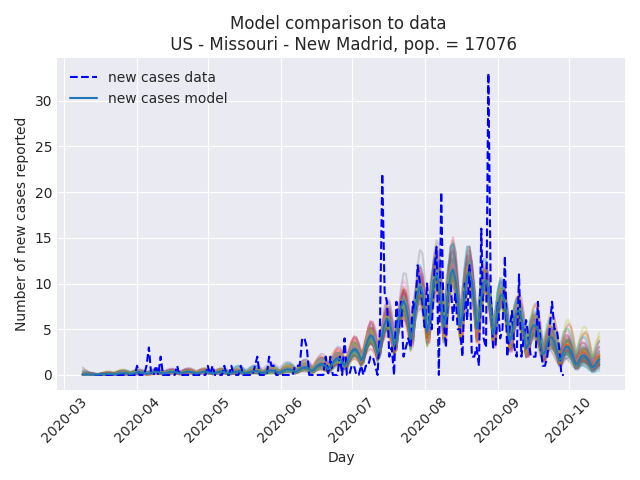 Model comparison to data
US - Missouri - New Madrid, pop. = 17076
new cases data
new cases model
Number of new cases reported
30
25
20
15
10
5
0
2020-03
2020-04
2020-05
2020-06
2020-07
2020-08
2020-09
2020-10
Day